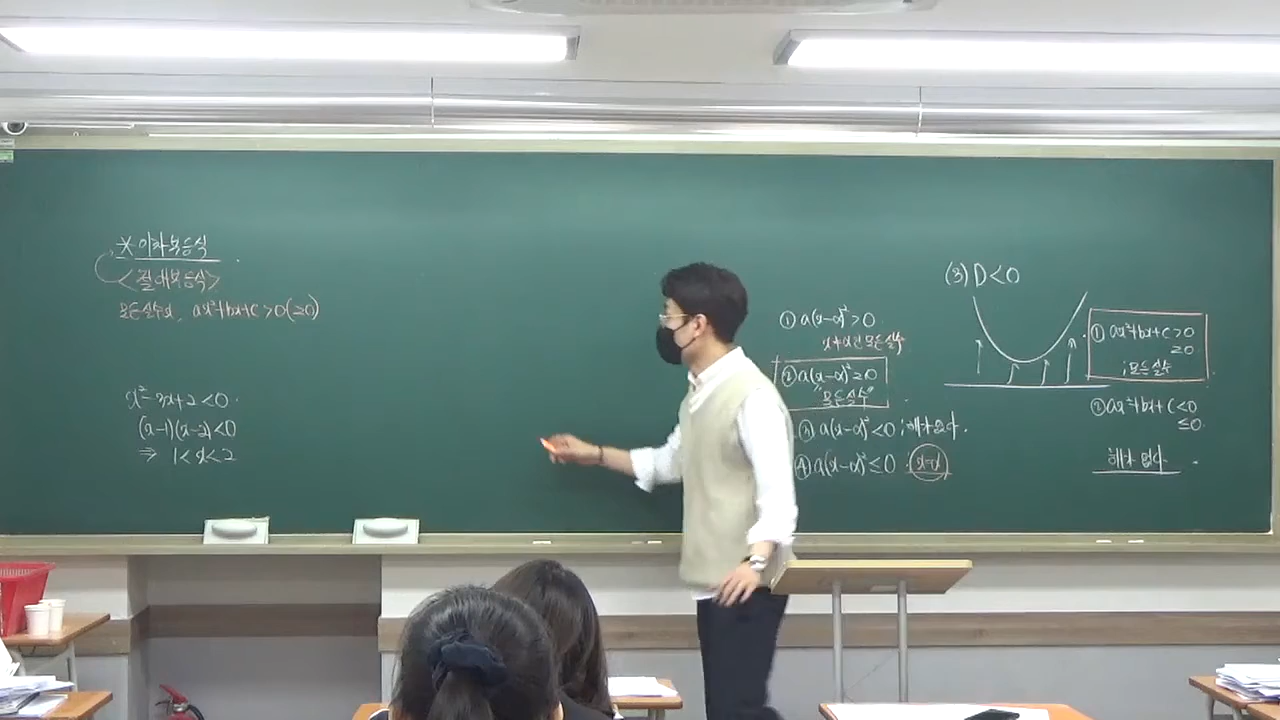 * 이차부등식
<절대부등식>
모든 실수 x, ax²+bx+c>0(≥0)
x²-3x+2<0
(x-1)(x-2)<0
⇒ 1<x<2
① a(x-α)²>0
x≠α인 모든 실수
② a(x-α)²≥0
"모든 실수"
③ a(x-α)²<0 ; 해가 없다.
④ a(x-α)²≤0 : x=α
(3) D<0
① ax²+bx+c>0
≥0
; 모든 실수
② ax²+bx+c<0
≤0.
해가 없다